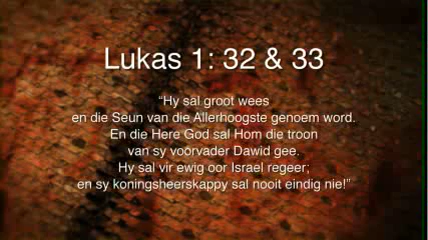 Lukas 1: 32 & 33
“Hy sal groot wees
en die Seun van die Allerhoogste genoem word.
En die Here God sal Hom die troon
van sy voorvader Dawid gee.
Hy sal vir ewig oor Israel regeer;
en sy koningsheerskappy sal nooit eindig nie!”